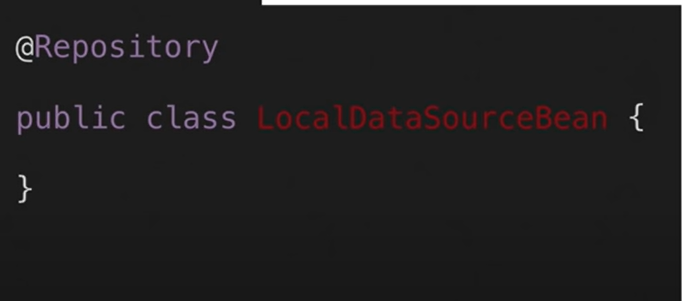 @Repository
public class LocalDataSourceBean {
}